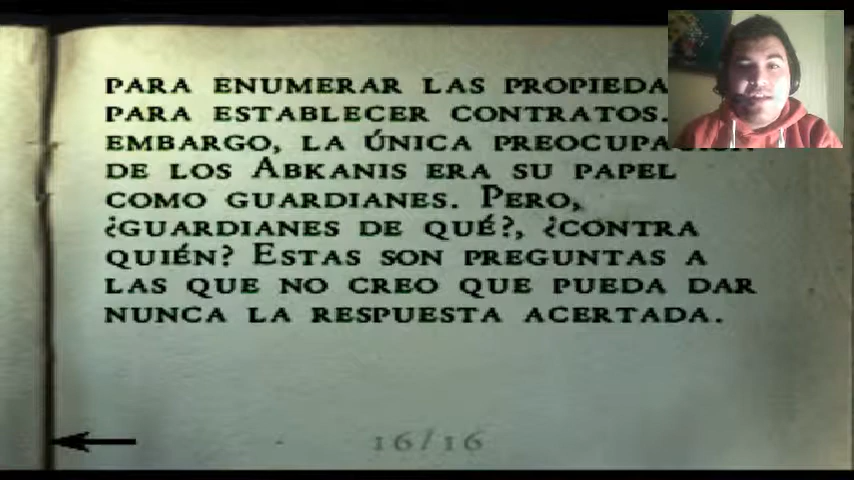 PARA ENUMERAR LAS
PARA ESTABLECER CONTRATOS.
EMBARGO, LA ÚNICA
DE LOS ABKANIS ERA SU PAPEL
COMO GUARDIANES. PERO,
¿GUARDIANES DE QUÉ?, ¿CONTRA
QUIÉN? ESTAS SON PREGUNTAS A
LAS QUE NO CREO QUE PUEDA DAR
NUNCA LA RESPUESTA ACERTADA.
16/16